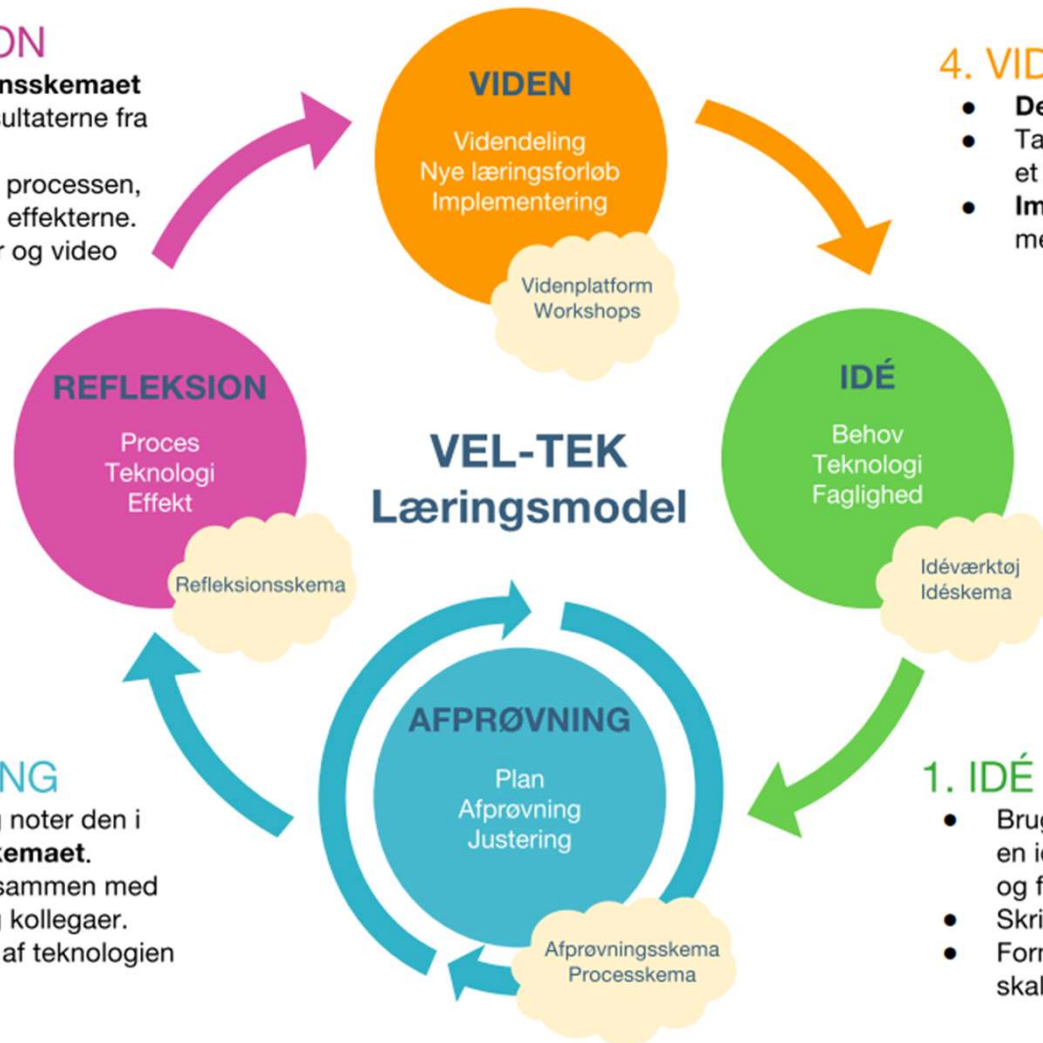 ON
nsskemaet
sultaterne fra
processen,
effekterne.
r og video
VIDEN
Videndeling
Nye læringsforløb
Implementering
Videnplatform
Workshops
4. VID
● De
● Ta
et
● Im
me
REFLEKSION
Proces
Teknologi
Effekt
Refleksionsskema
VEL-TEK
Læringsmodel
IDÉ
Behov
Teknologi
Faglighed
Idéværktøj
Idéskema
AFPRØVNING
Plan
Afprøvning
Justering
Afprøvningsskema
Processkema
NG
g noter den i
kemaet.
sammen med
g kollegaer.
af teknologien
1. IDÉ
● Brug
en id
og f
● Skri
● Forn
skal